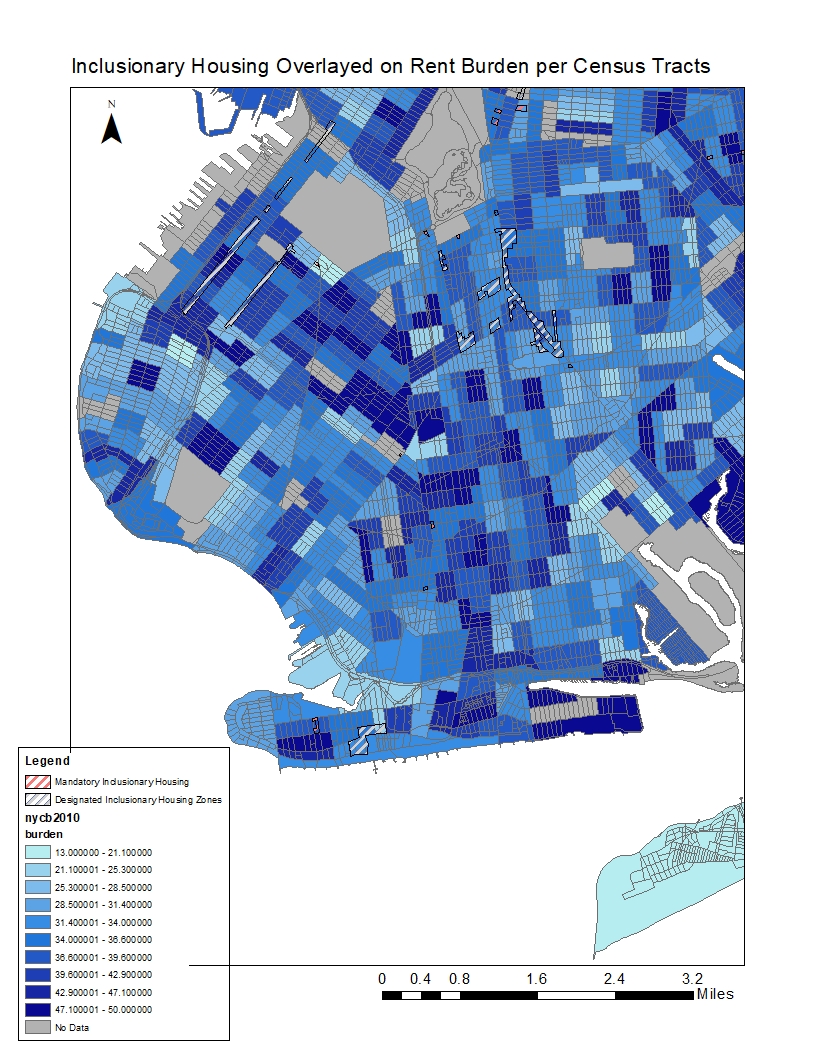 Inclusionary Housing Overlayed on Rent Burden per Census Tracts
N
Legend
Mandatory Inclusionary Housing
Designated Inclusionary Housing Zones
nycb2010
burden
13.000000 - 21.100000
21.100001 - 25.300000
25.300001 - 28.500000
28.500001 - 31.400000
31.400001 - 34.000000
34.000001 - 36.600000
36.600001 - 39.600000
39.600001 - 42.900000
42.900001 - 47.100000
47.100001 - 50.000000
No Data
0 0.4 0.8 1.6 2.4 3.2
Miles